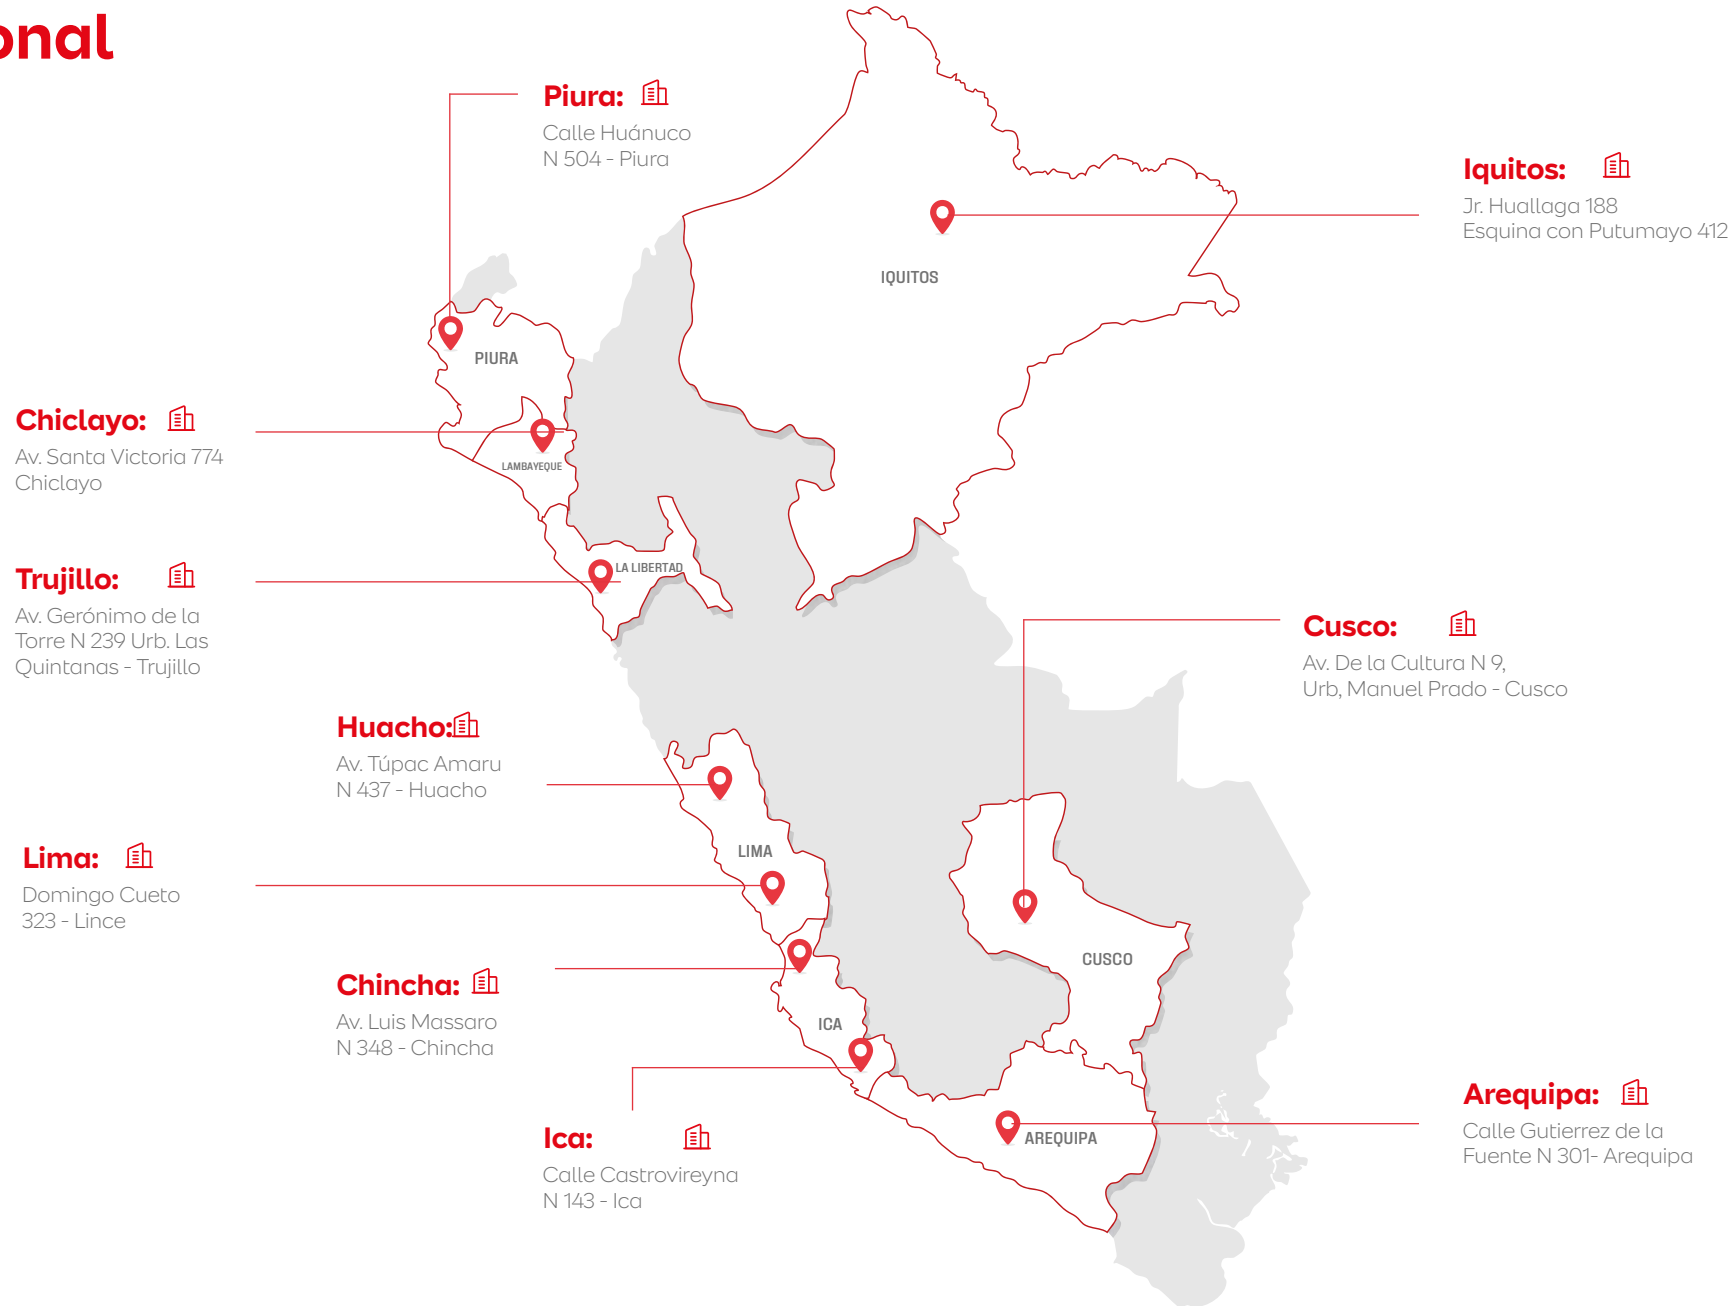 onal
Piura:
Calle Huánuco
N 504 - Piura
Iquitos:
Jr. Huallaga 188
Esquina con Putumayo 412
IQUITOS
PIURA
Chiclayo:
Av. Santa Victoria 774
Chiclayo
LAMBAYEQUE
Trujillo:
Av. Gerónimo de la
Torre N 239 Urb. Las
Quintanas - Trujillo
LA LIBERTAD
Cusco:
Av. De la Cultura N 9,
Urb, Manuel Prado - Cusco
Huacho:
Av. Túpac Amaru
N 437 - Huacho
LIMA
Lima:
Domingo Cueto
323 - Lince
CUSCO
Chincha:
Av. Luis Massaro
N 348 - Chincha
ICA
Ica:
Calle Castrovireyna
N 143 - Ica
AREQUIPA
Arequipa:
Calle Gutierrez de la
Fuente N 301- Arequipa